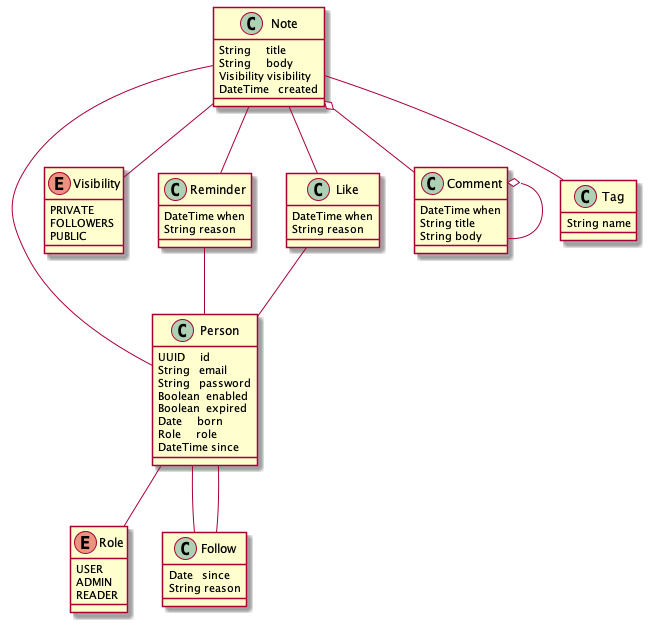 C Note
String title
String body
Visibility visibility
DateTime created
E Visibility
PRIVATE
FOLLOWERS
PUBLIC
C Reminder
DateTime when
String reason
C Like
DateTime when
String reason
C Comment
DateTime when
String title
String body
C Tag
String name
C Person
UUID id
String email
String password
Boolean enabled
Boolean expired
Date born
Role role
DateTime since
E Role
USER
ADMIN
READER
C Follow
Date since
String reason